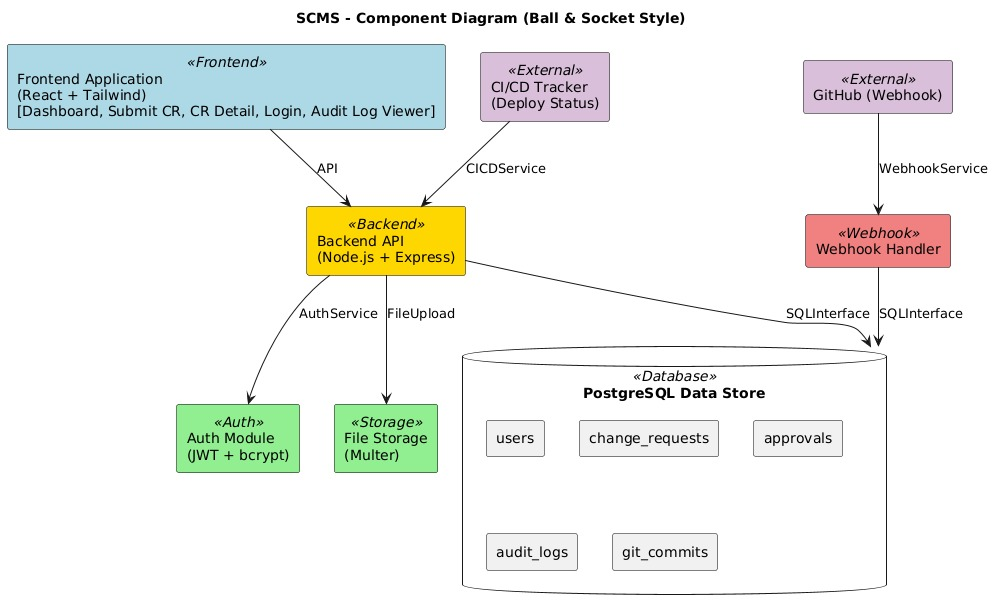 SCMS - Component Diagram (Ball & Socket Style)
«Frontend»
Frontend Application
(React + Tailwind)
[Dashboard, Submit CR, CR Detail, Login, Audit Log Viewer]
«External»
CI/CD Tracker
(Deploy Status)
«External»
GitHub (Webhook)
API
CICDService
WebhookService
«Backend»
Backend API
(Node.js + Express)
«Webhook»
Webhook Handler
AuthService
FileUpload
SQLInterface
SQLInterface
«Auth»
Auth Module
(JWT + bcrypt)
«Storage»
File Storage
(Multer)
«Database»
PostgreSQL Data Store
users
change_requests
approvals
audit_logs
git_commits